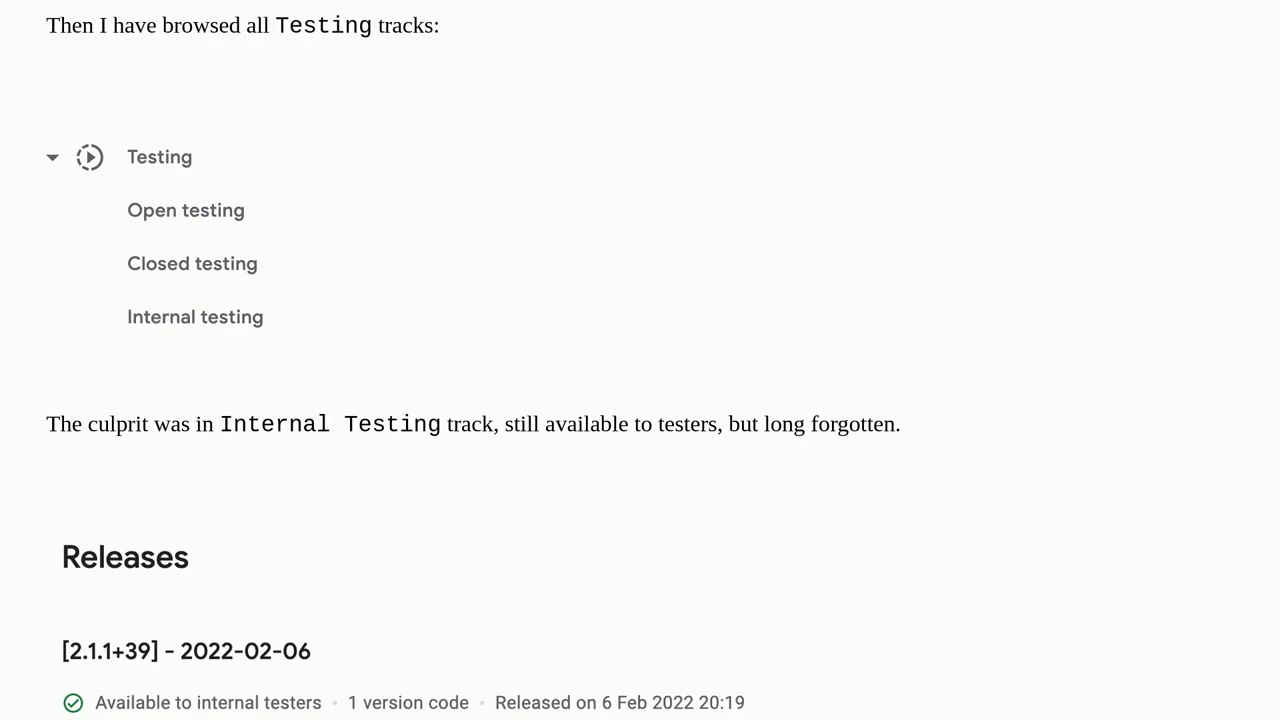 Then I have browsed all Testing tracks:
Testing
Open testing
Closed testing
Internal testing
The culprit was in Internal Testing track, still available to testers, but long forgotten.
Releases
[2.1.1+39] - 2022-02-06
Available to internal testers • 1 version code • Released on 6 Feb 2022 20:19